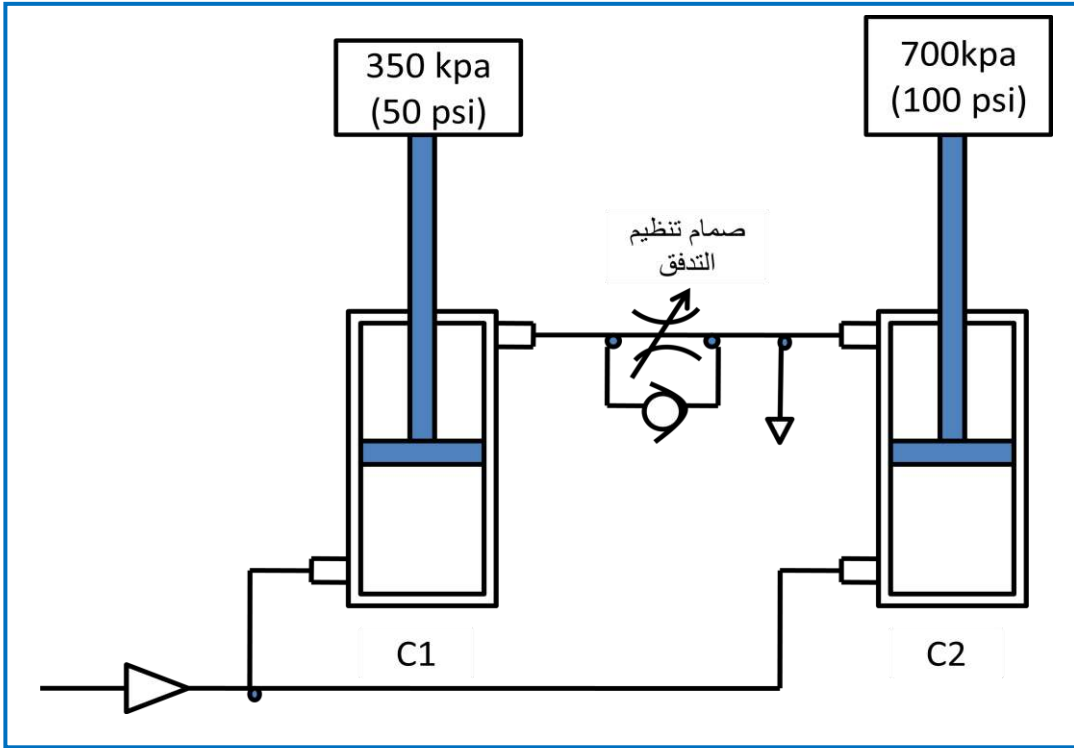 350 kpa
(50 psi)
700kpa
(100 psi)
صمام تنظيم
التدفق
C1
C2